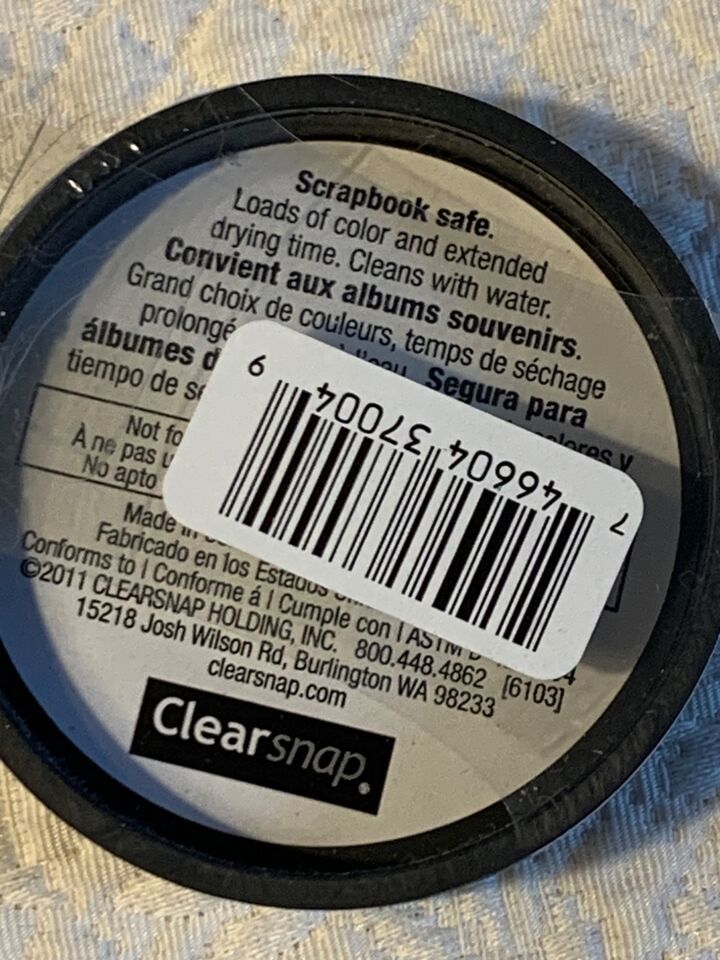 Scrapbook safe.
Loads of color and extended
drying time. Cleans with water.
Convient aux albums souvenirs.
Grand choix de couleurs, temps de séchage
prolongé Segura para
álbumes y
tiempo de
Not
À ne pas
No apto
7 46604 37004 9
Made in
Fabricado en los Estados
Conforms to | Conforme á | Cumple con | ASTM D
©2011 CLEARSNAP HOLDING, INC. 800.448.4862 [6103]
15218 Josh Wilson Rd, Burlington WA 98233
clearsnap.com
Clearsnap®